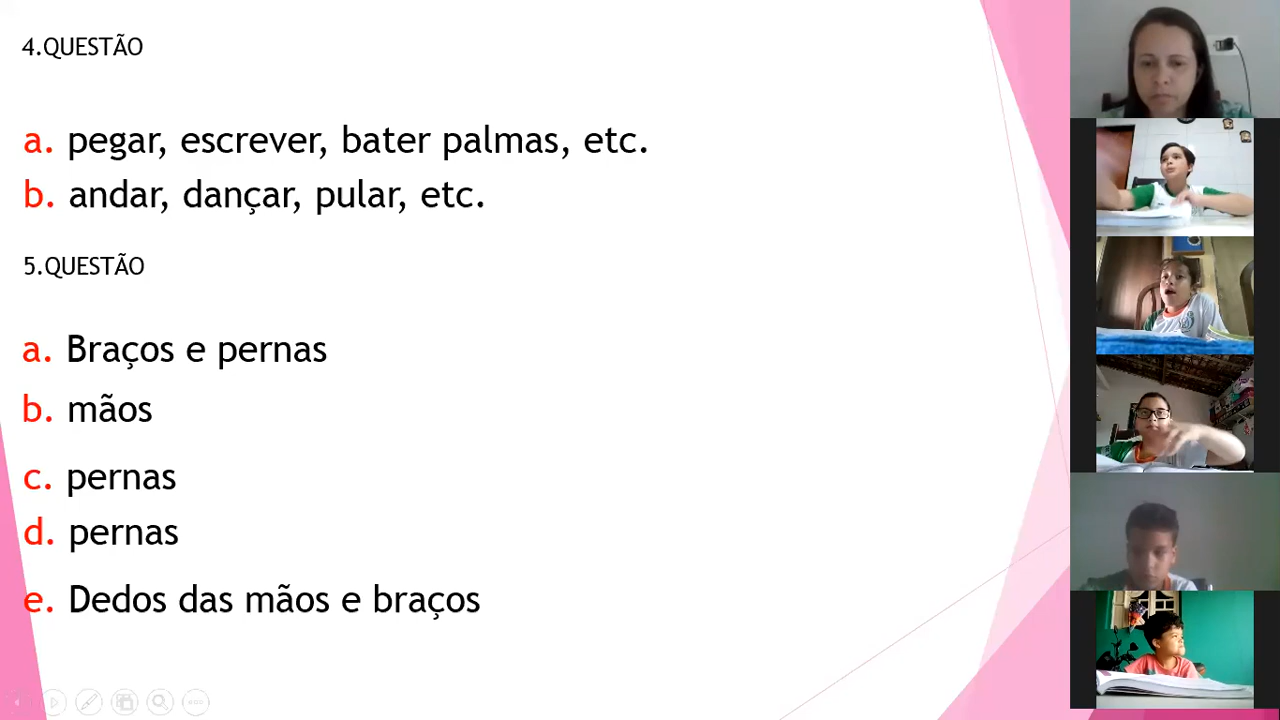 4.QUESTÃO
a. pegar, escrever, bater palmas, etc.
b. andar, dançar, pular, etc.
5.QUESTÃO
a. Braços e pernas
b. mãos
c. pernas
d. pernas
e. Dedos das mãos e braços